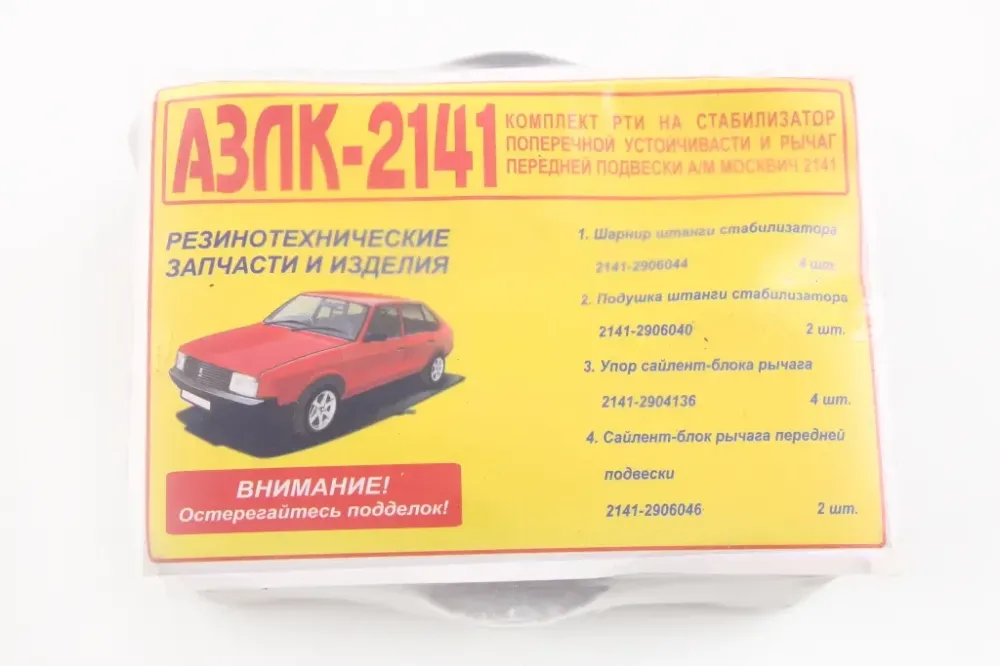 АЗЛК-2141
КОМПЛЕКТ РТИ НА СТАБИЛИЗАТОР
ПОПЕРЕЧНОЙ УСТОЙЧИВАСТИ И РЫЧАГ
ПЕРЕДНЕЙ ПОДВЕСКИ А/М МОСКВИЧ 2141
РЕЗИНОТЕХНИЧЕСКИЕ
ЗАПЧАСТИ И ИЗДЕЛИЯ
ВНИМАНИЕ!
Остерегайтесь подделок!
1. Шарнир штанги стабилизатора
2141-2906044 4 шт.
2. Подушка штанги стабилизатора
2141-2906040 2 шт.
3. Упор сайлент-блока рычага
2141-2904136 4 шт.
4. Сайлент-блок рычага передней
подвески
2141-2906046 2 шт.